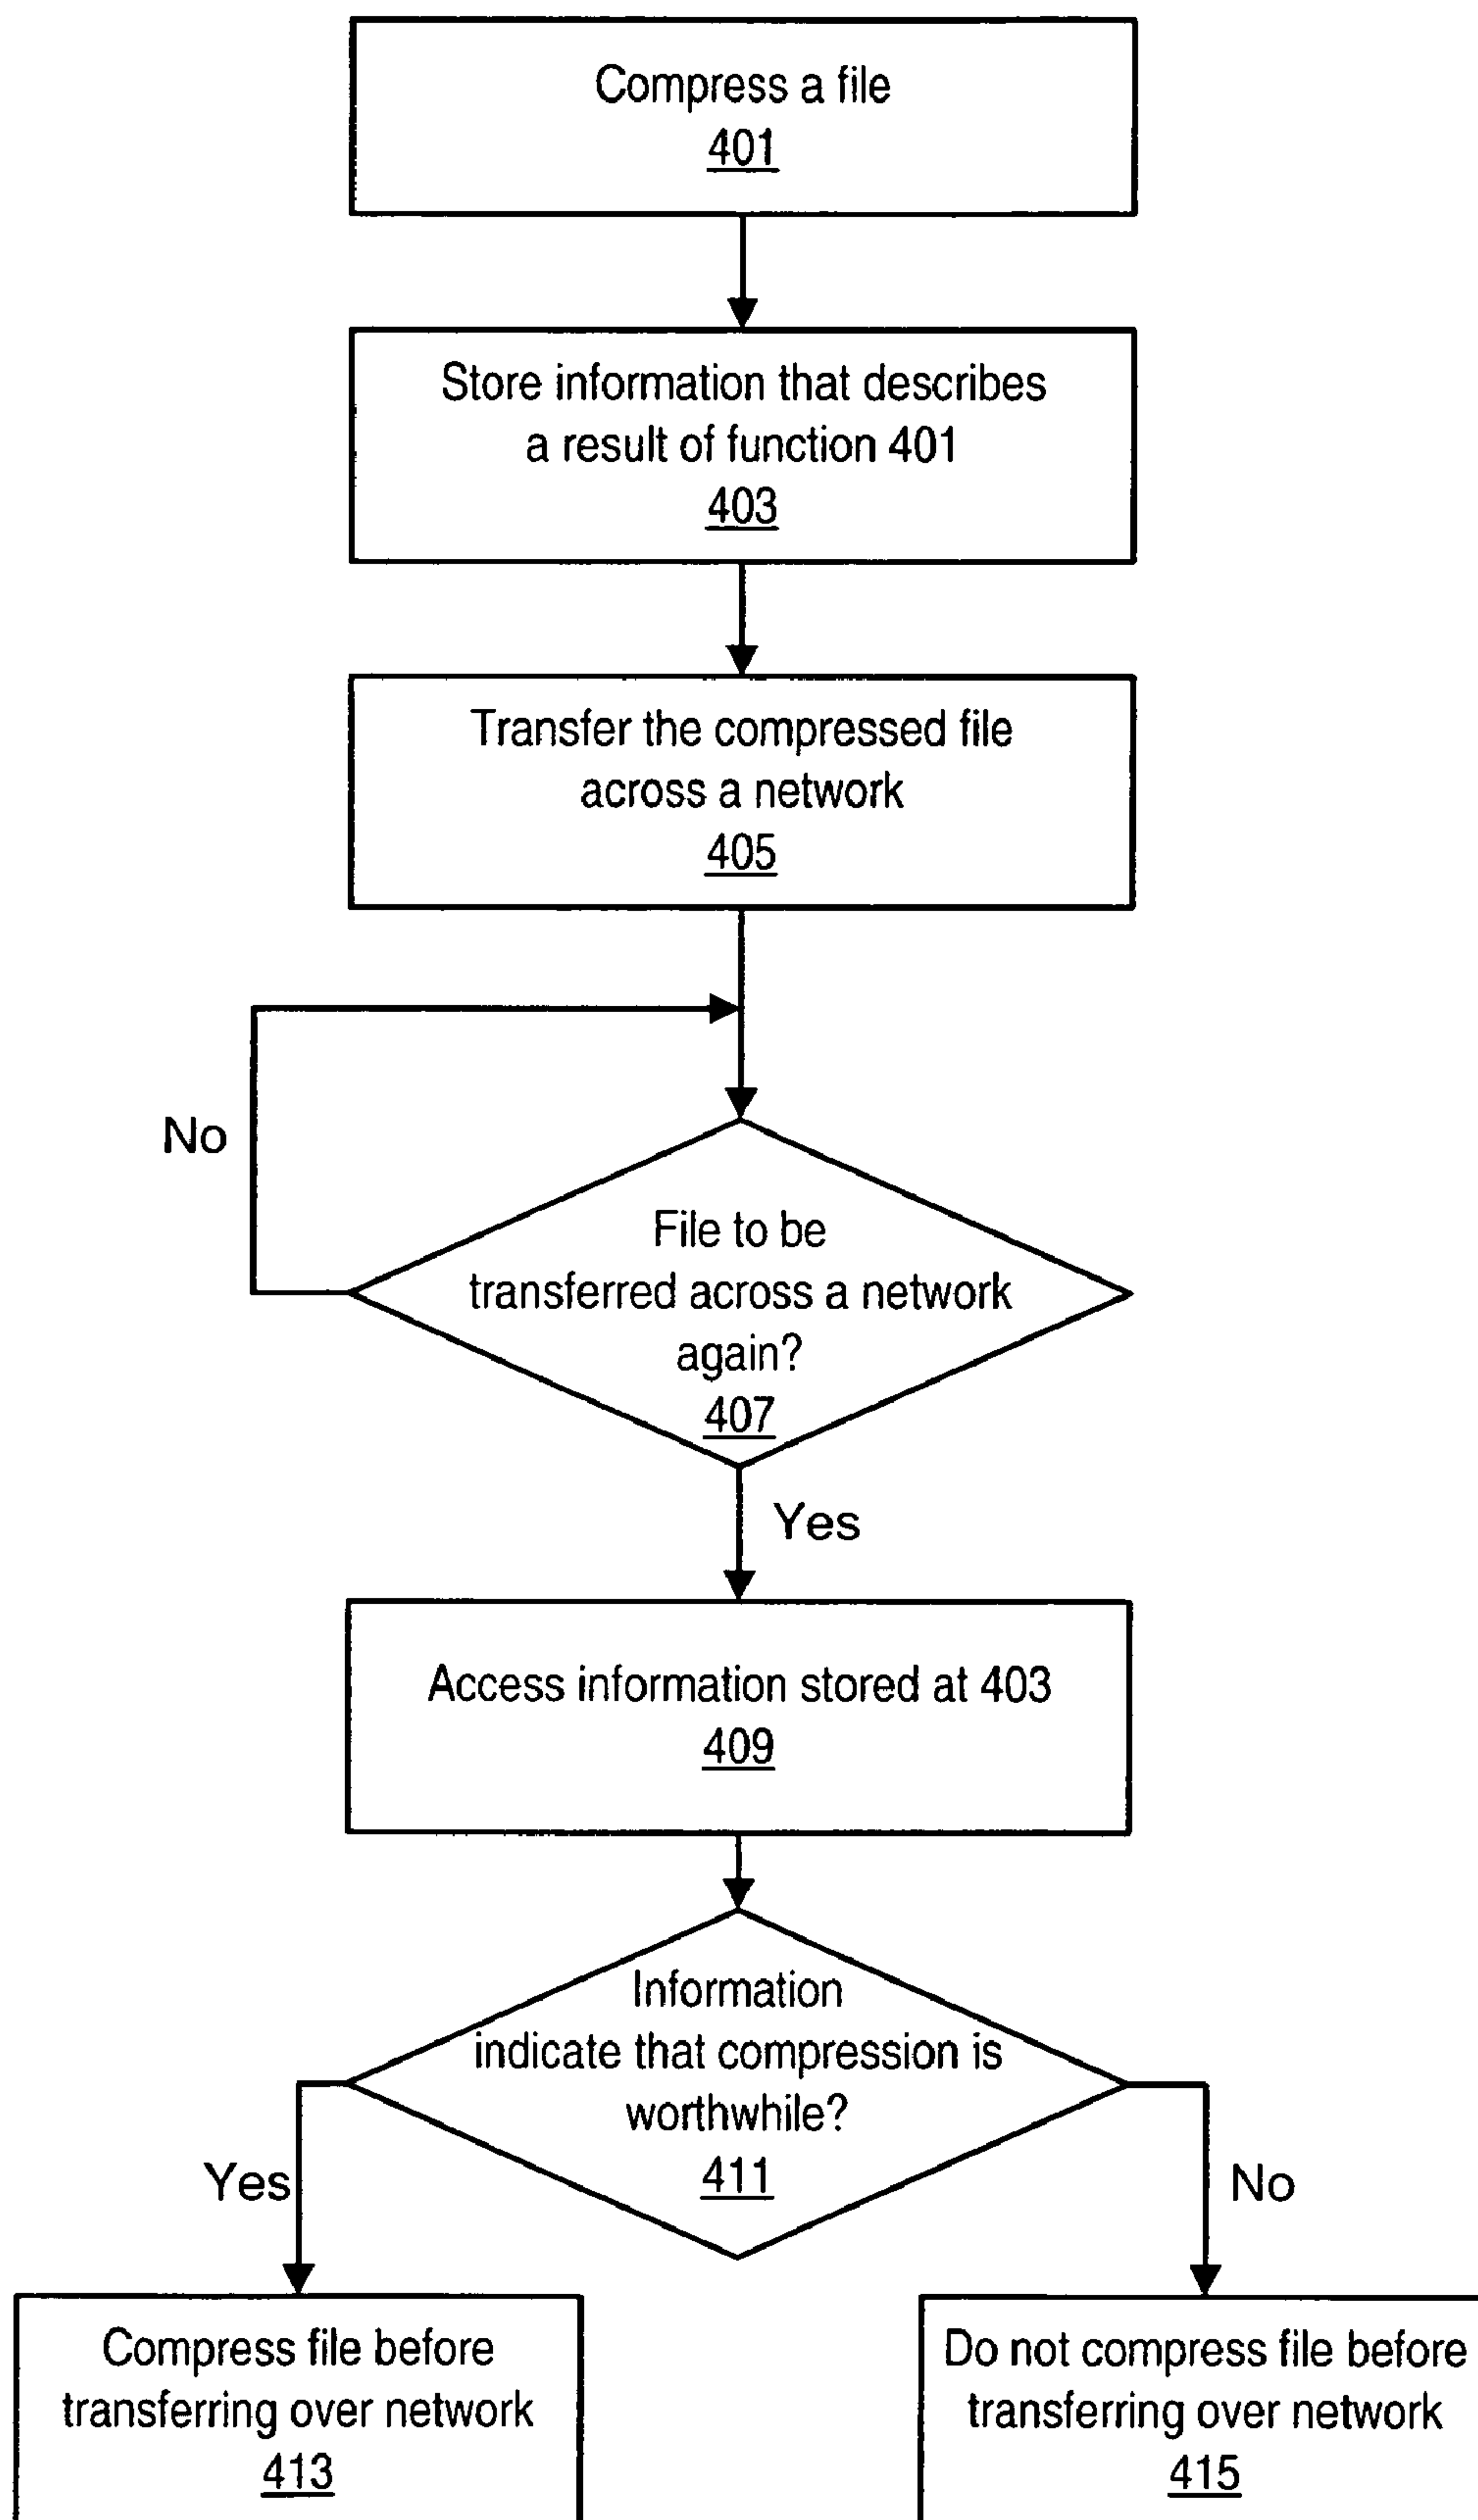 Compress a file
401
Store information that describes
a result of function 401
403
Transfer the compressed file
across a network
405
No
File to be
transferred across a network
again?
407
Yes
Access information stored at 403
409
Information
indicate that compression is
worthwhile?
411
Yes
No
Compress file before
transferring over network
413
Do not compress file before
transferring over network
415